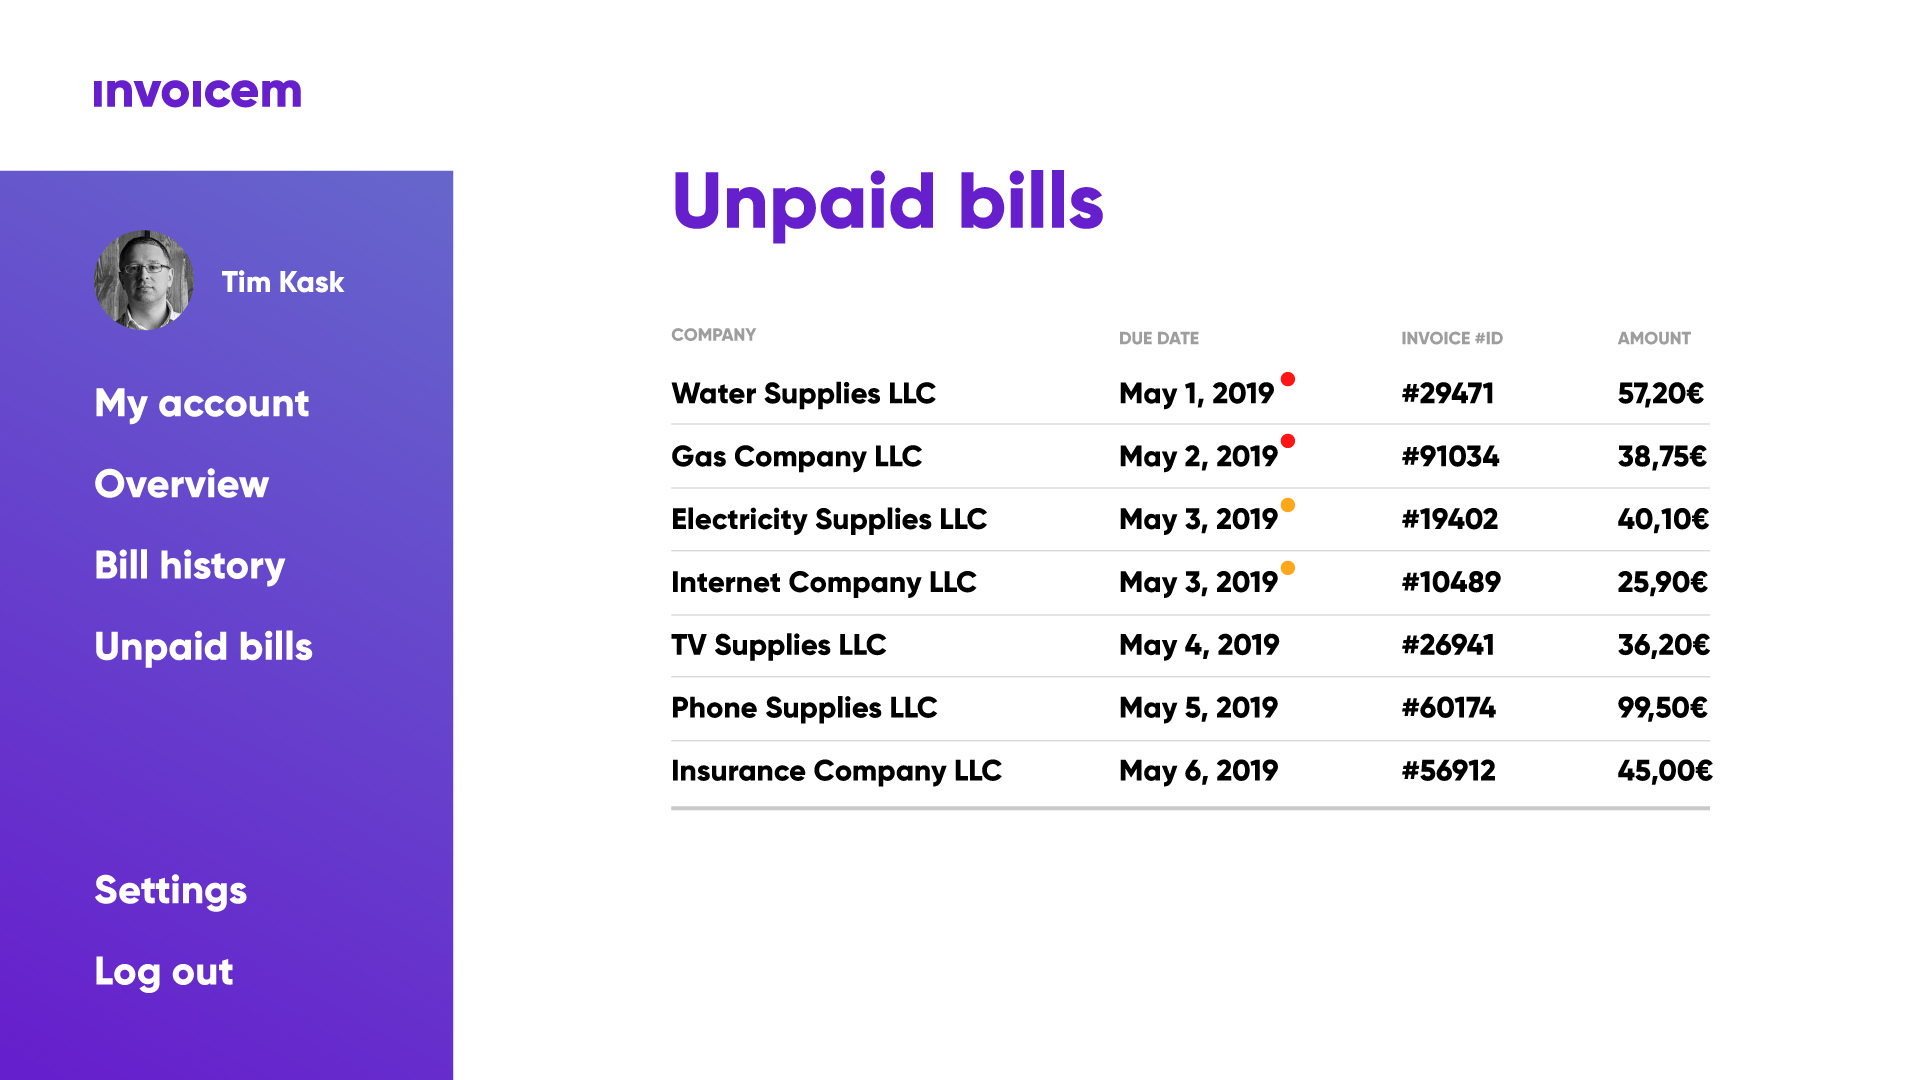 invoicem
Tim Kask
My account
Overview
Bill history
Unpaid bills
Settings
Log out
Unpaid bills
COMPANY DUE DATE INVOICE #ID AMOUNT
Water Supplies LLC May 1, 2019 #29471 57,20€
Gas Company LLC May 2, 2019 #91034 38,75€
Electricity Supplies LLC May 3, 2019 #19402 40,10€
Internet Company LLC May 3, 2019 #10489 25,90€
TV Supplies LLC May 4, 2019 #26941 36,20€
Phone Supplies LLC May 5, 2019 #60174 99,50€
Insurance Company LLC May 6, 2019 #56912 45,00€